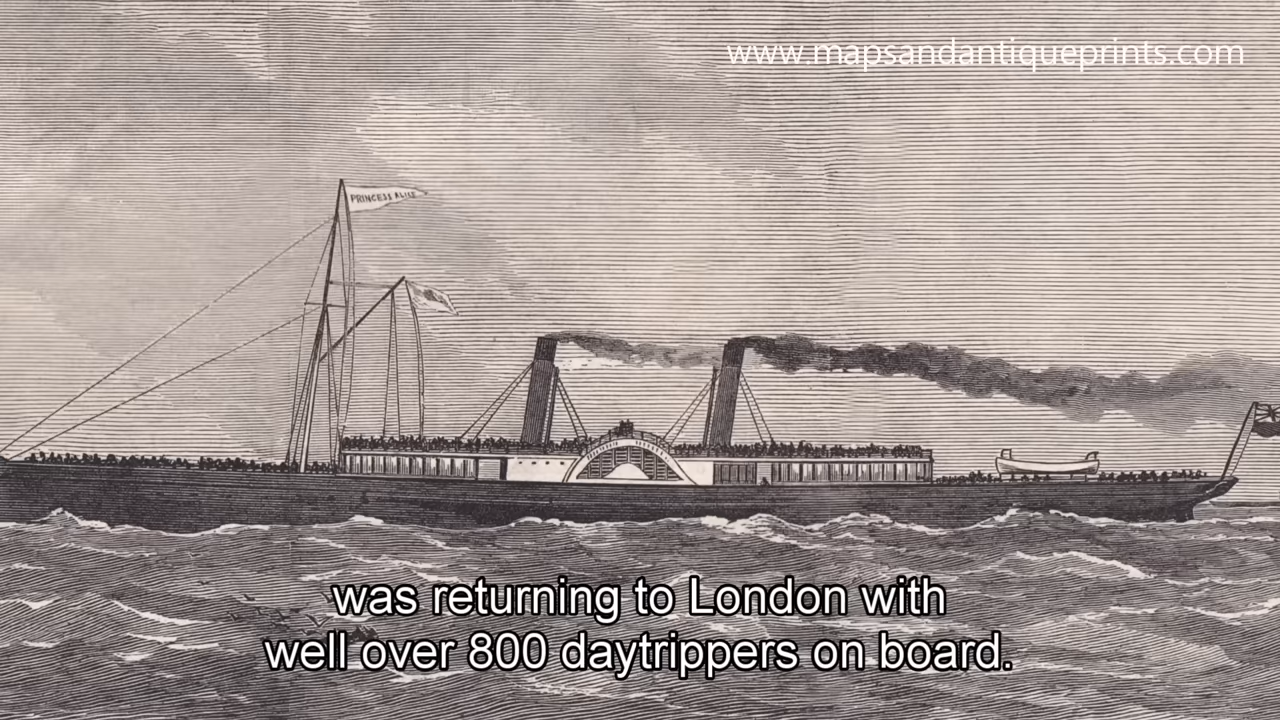 www.mapsandantiqueprints.com
PRINCESS ALICE
was returning to London with
well over 800 daytrippers on board.